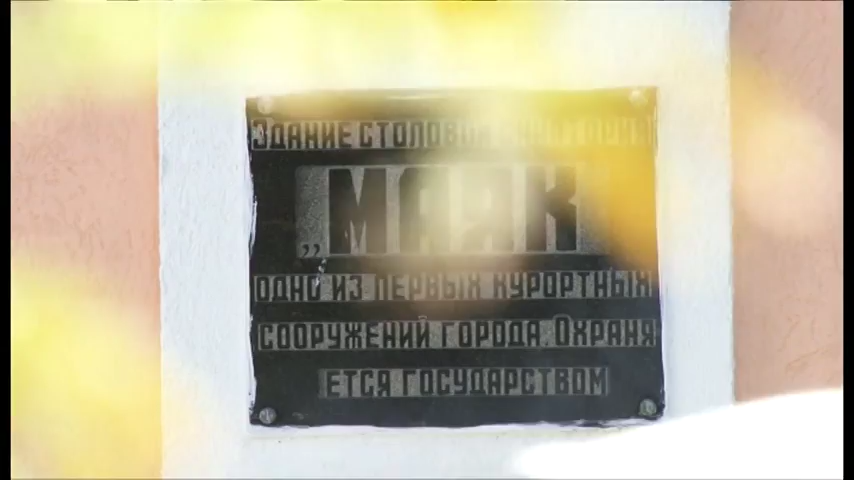 Здание столовой санатория
„МАЯК
одно из первых курортных
сооружений города. Охраня
ется государством